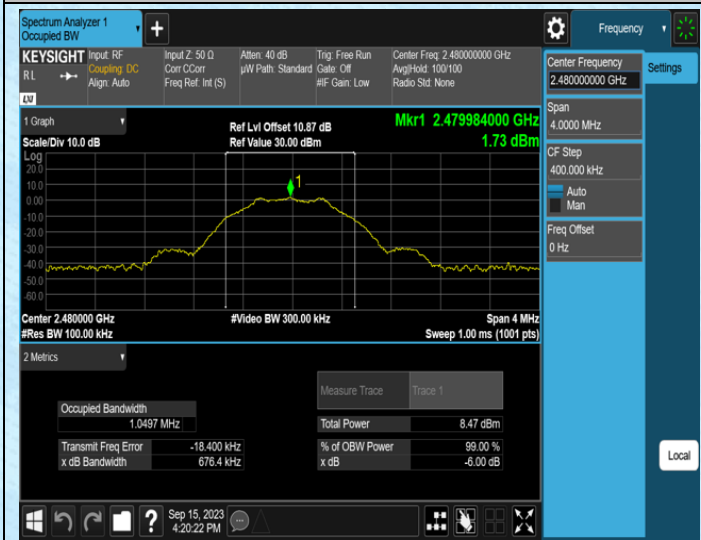 Spectrum Analyzer 1
Occupied BW
Frequency
KEYSIGHT
RL
LXI
Input: RF
Coupling: DC
Align: Auto
Input Z: 50 Ω
Corr CCorr
Freq Ref: Int (S)
Atten: 40 dB
µW Path: Standard
Trig: Free Run
Gate: Off
#IF Gain: Low
Center Freq: 2.480000000 GHz
Avg|Hold: 100/100
Radio Std: None
Center Frequency
2.480000000 GHz
Settings
Span
4.0000 MHz
CF Step
400.000 kHz
Auto
Man
Freq Offset
0 Hz
1 Graph
Scale/Div 10.0 dB
Ref Lvl Offset 10.87 dB
Ref Value 30.00 dBm
Mkr1 2.479984000 GHz
1.73 dBm
Log
20.0
10.0
0.00
-10.0
-20.0
-30.0
-40.0
-50.0
-60.0
1
Center 2.480000 GHz
#Res BW 100.00 kHz
#Video BW 300.00 kHz
Span 4 MHz
Sweep 1.00 ms (1001 pts)
2 Metrics
Measure Trace
Trace 1
Occupied Bandwidth
1.0497 MHz
Total Power
8.47 dBm
Transmit Freq Error
-18.400 kHz
% of OBW Power
99.00 %
x dB Bandwidth
676.4 kHz
x dB
-6.00 dB
Local
?
Sep 15, 2023
4:20:22 PM